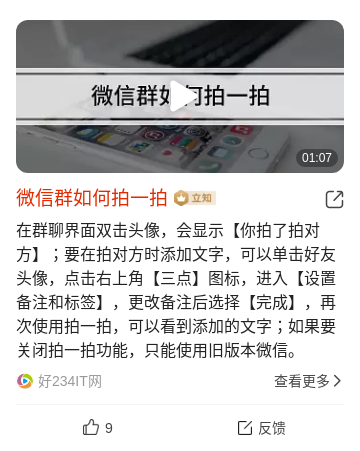 微信群如何拍一拍
01:07
微信群如何拍一拍 立知
在群聊界面双击头像，会显示【你拍了拍对
方】；要在拍对方时添加文字，可以单击好友
头像，点击右上角【三点】图标，进入【设置
备注和标签】，更改备注后选择【完成】，再
次使用拍一拍，可以看到添加的文字；如果要
关闭拍一拍功能，只能使用旧版本微信。
好234IT网 查看更多
9 反馈